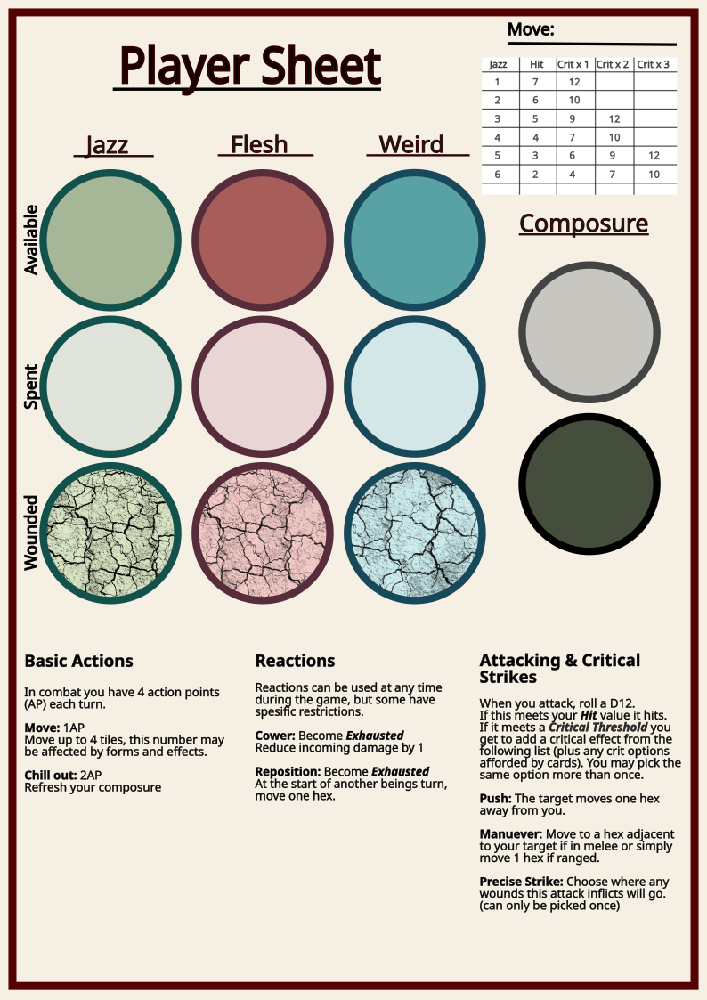 Move:
Player Sheet
Jazz Hit Crit x 1 Crit x 2 Crit x 3
1 7 12
2 6 10
3 5 9 12
4 4 7 10
5 3 6 9 12
6 2 4 7 10
Jazz Flesh Weird
Composure
Available
Spent
Wounded
Basic Actions
In combat you have 4 action points
(AP) each turn.
Move: 1AP
Move up to 4 tiles, this number may
be affected by forms and effects.
Chill out: 2AP
Refresh your composure
Reactions
Reactions can be used at any time
during the game, but some have
spesific restrictions.
Cower: Become Exhausted
Reduce incoming damage by 1
Reposition: Become Exhausted
At the start of another beings turn,
move one hex.
Attacking & Critical
Strikes
When you attack, roll a D12.
If this meets your Hit value it hits.
If it meets a Critical Threshold you
get to add a critical effect from the
following list (plus any crit options
afforded by cards). You may pick the
same option more than once.
Push: The target moves one hex
away from you.
Manuever: Move to a hex adjacent
to your target if in melee or simply
move 1 hex if ranged.
Precise Strike: Choose where any
wounds this attack inflicts will go.
(can only be picked once)